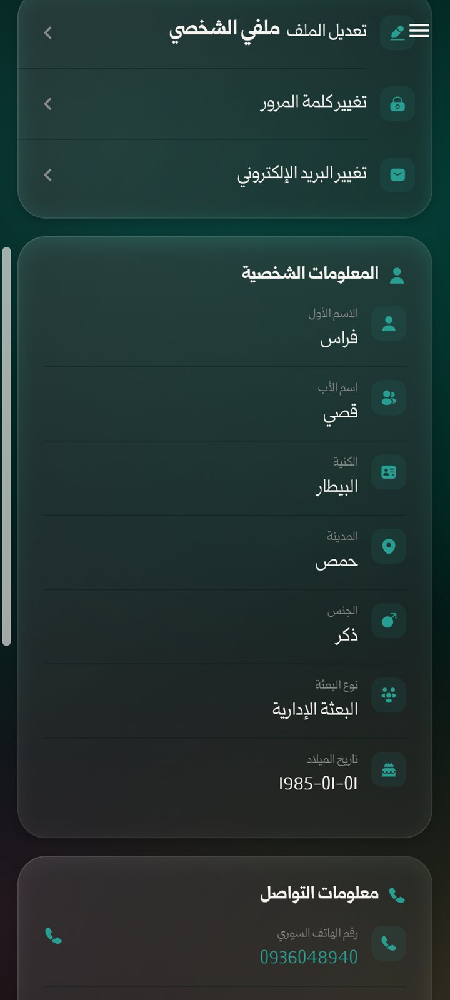 ملفي الشخصي
تعديل الملف
تغيير كلمة المرور
تغيير البريد الإلكتروني
المعلومات الشخصية
الاسم الأول
فراس
اسم الأب
قصي
الكنية
البيطار
المدينة
حمص
الجنس
ذكر
نوع البعثة
البعثة الإدارية
تاريخ الميلاد
1985-01-01
معلومات التواصل
رقم الهاتف السوري
0936048940